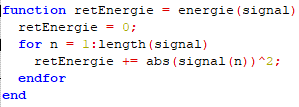 function retEnergie = energie(signal)
retEnergie = 0;
for n = 1:length(signal)
retEnergie += abs(signal(n))^2;
endfor
end